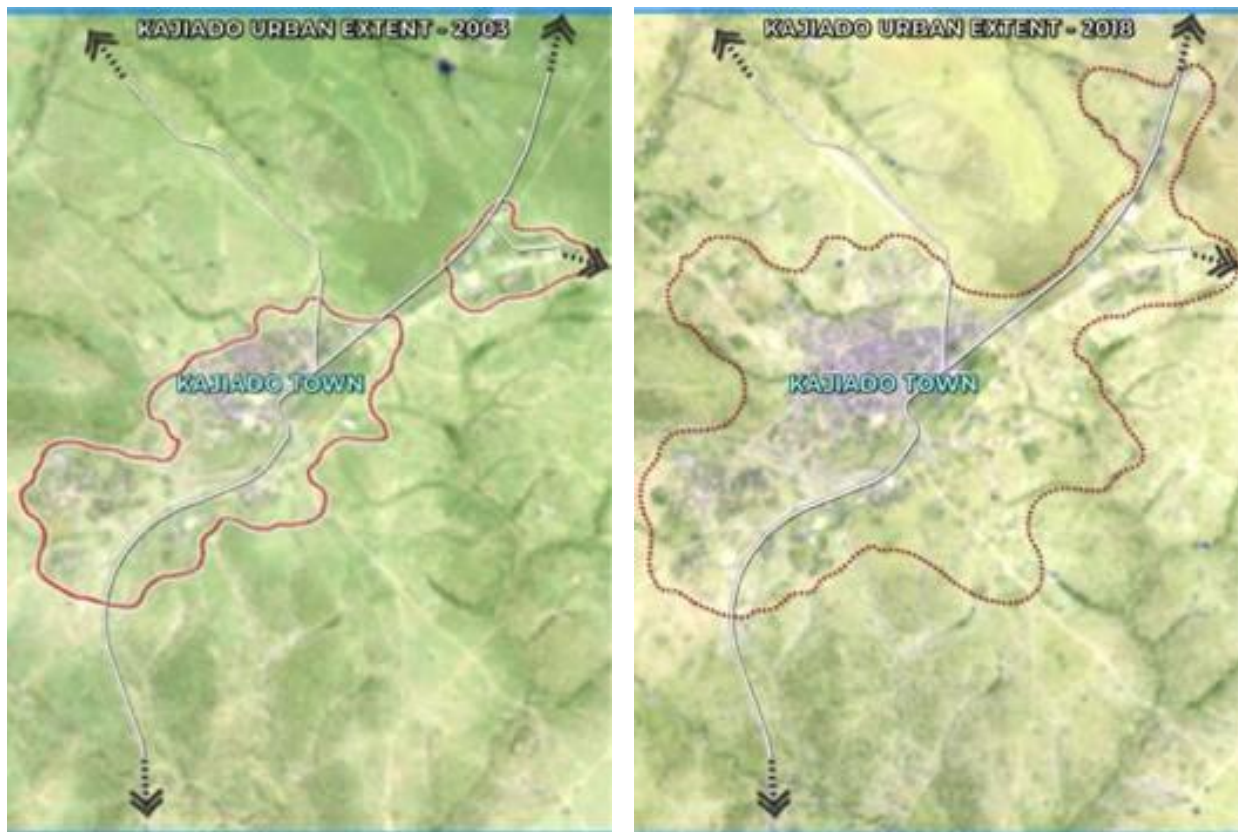 KAJIADO URBAN EXTENT - 2003
KAJIADO TOWN
KAJIADO URBAN EXTENT - 2018
KAJIADO TOWN